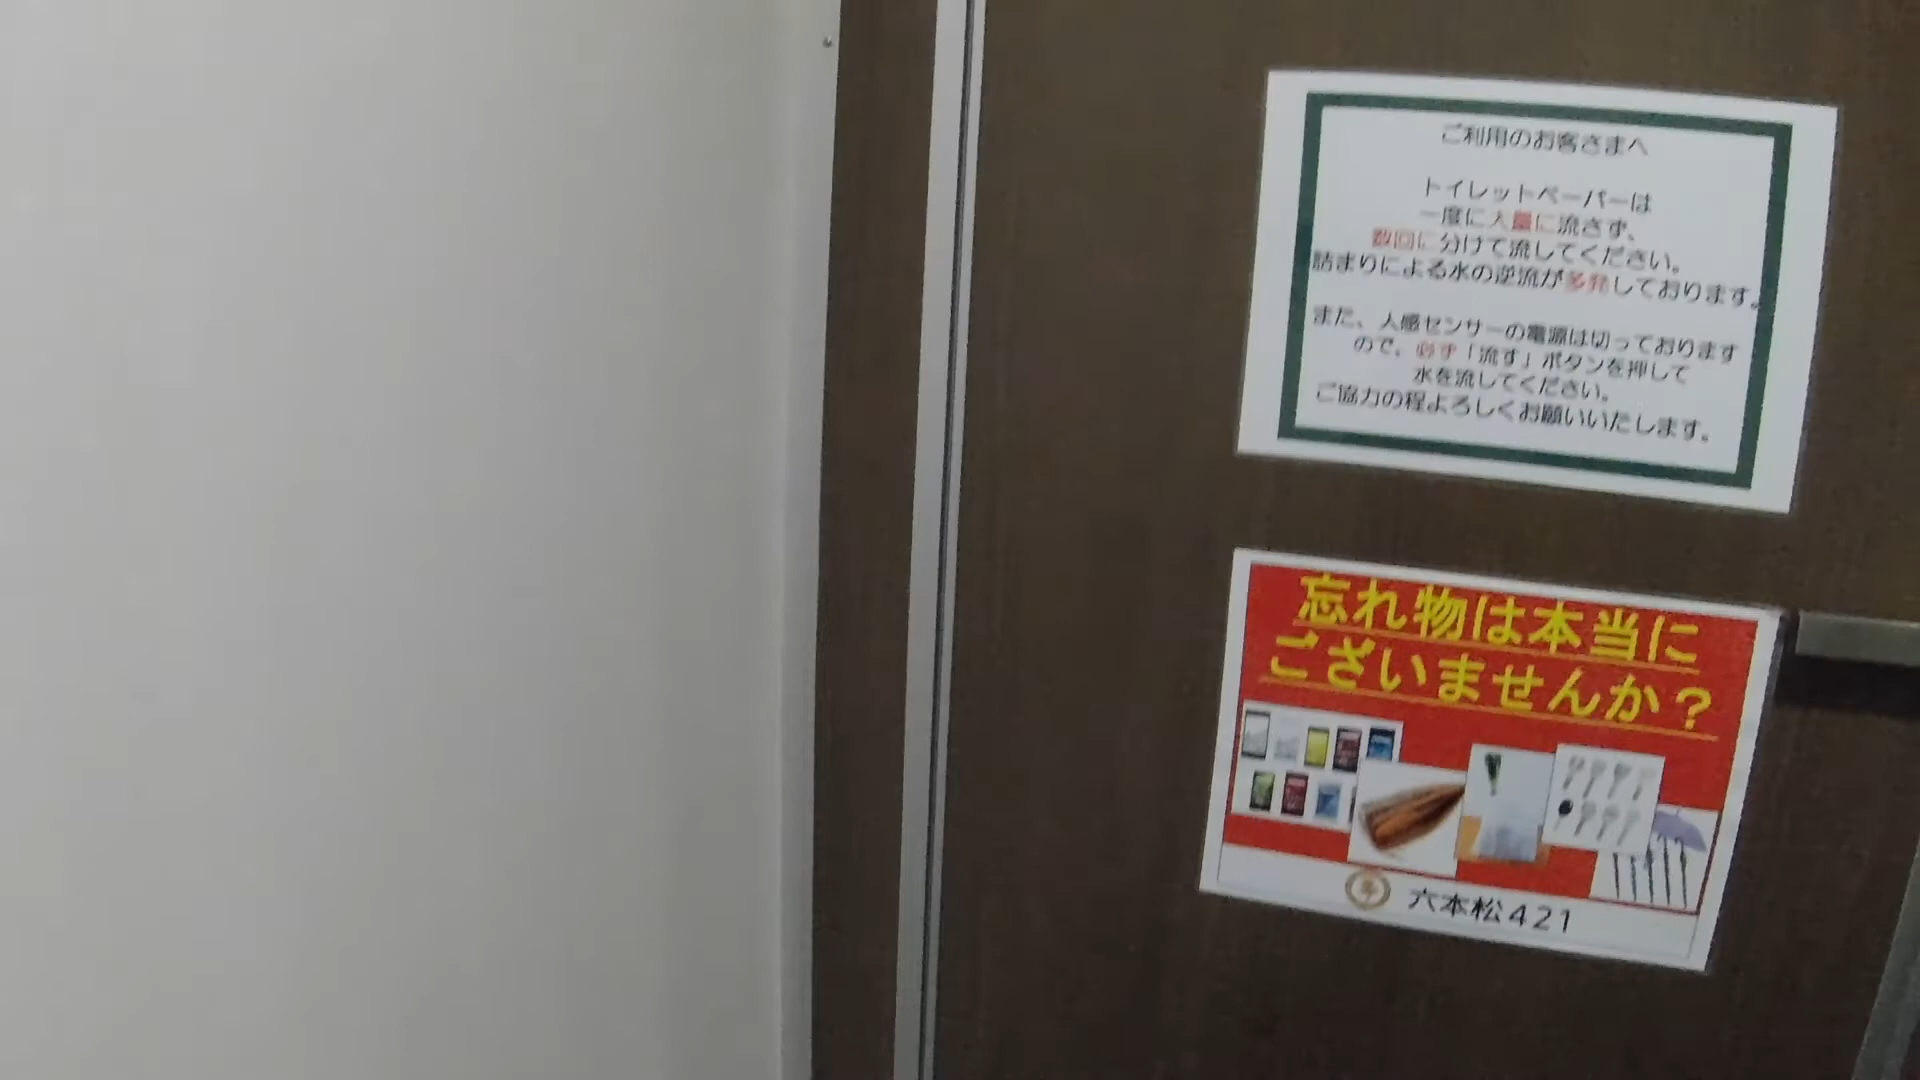 ご利用のお客さまへ
トイレットペーパーは
一度に大量に流さず、
数回に分けて流してください。
詰まりによる水の逆流が多発しております。
また、人感センサーの電源は切っております
ので、必ず「流す」ボタンを押して
水を流してください。
ご協力の程よろしくお願いいたします。
忘れ物は本当に
ございませんか？
六本松421